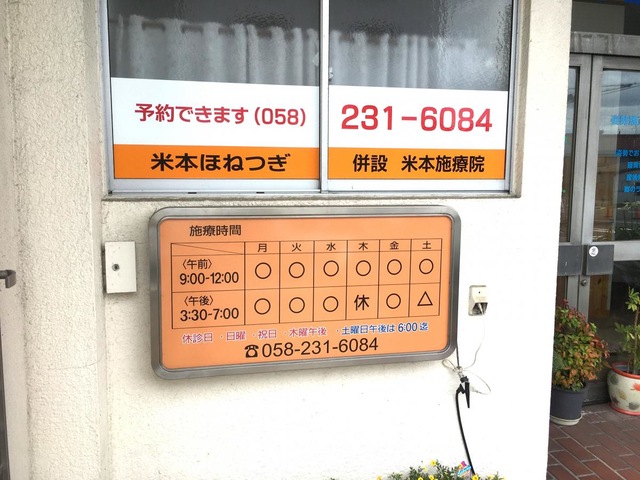 予約できます(058) 231-6084
米本ほねつぎ 併設 米本施療院
施療時間
月 火 水 木 金 土
〈午前〉
9:00-12:00 ○ ○ ○ ○ ○ ○
〈午後〉
3:30-7:00 ○ ○ ○ 休 ○ △
休診日・日曜・祝日・木曜午後・土曜日午後は6:00迄
☎058-231-6084